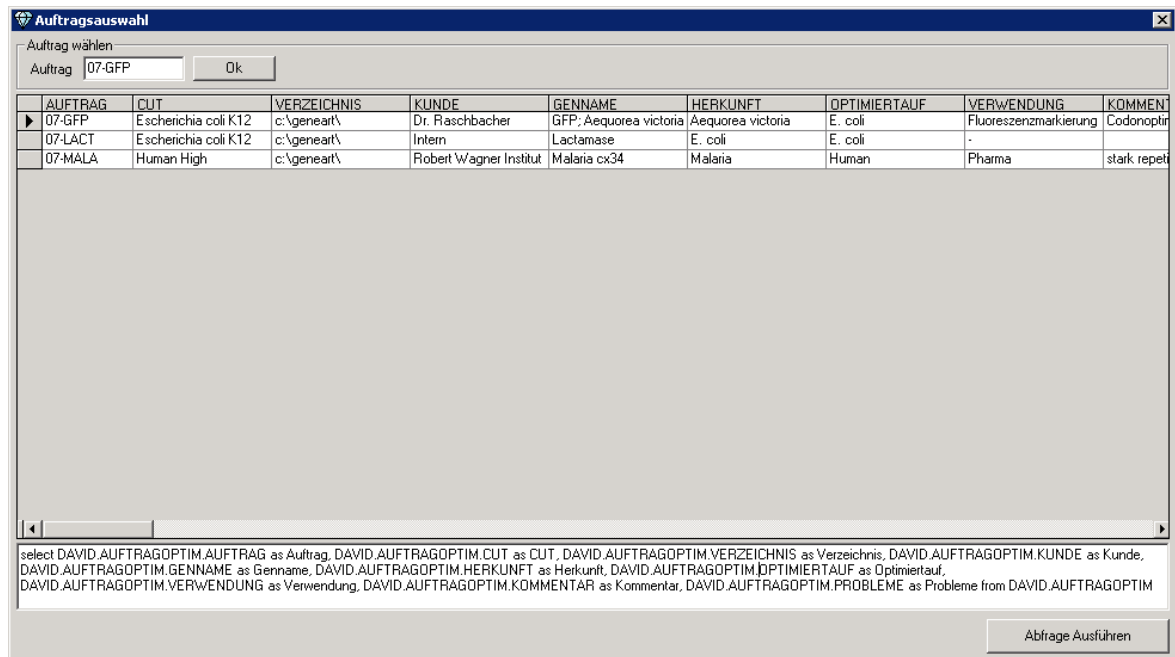 Auftragsauswahl
Auftrag wählen
Auftrag 07-GFP Ok
AUFTRAG CUT VERZEICHNIS KUNDE GENNAME HERKUNFT OPTIMIERTAUF VERWENDUNG KOMMENT
07-GFP Escherichia coli K12 c:\geneart\ Dr. Raschbacher GFP; Aequorea victoria Aequorea victoria E. coli Fluoreszenzmarkierung Codonoptin
07-LACT Escherichia coli K12 c:\geneart\ Intern Lactamase E. coli E. coli -
07-MALA Human High c:\geneart\ Robert Wagner Institut Malaria cx34 Malaria Human Pharma stark repeti
select DAVID.AUFTRAGOPTIM.AUFTRAG as Auftrag, DAVID.AUFTRAGOPTIM.CUT as CUT, DAVID.AUFTRAGOPTIM.VERZEICHNIS as Verzeichnis, DAVID.AUFTRAGOPTIM.KUNDE as Kunde,
DAVID.AUFTRAGOPTIM.GENNAME as Genname, DAVID.AUFTRAGOPTIM.HERKUNFT as Herkunft, DAVID.AUFTRAGOPTIM.OPTIMIERTAUF as Optimiertauf,
DAVID.AUFTRAGOPTIM.VERWENDUNG as Verwendung, DAVID.AUFTRAGOPTIM.KOMMENTAR as Kommentar, DAVID.AUFTRAGOPTIM.PROBLEME as Probleme from DAVID.AUFTRAGOPTIM
Abfrage Ausführen